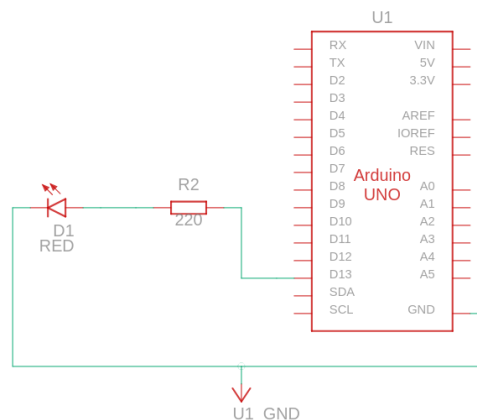 U1
RX
TX
D2
D3
D4
D5
D6
D7
D8
D9
D10
D11
D12
D13
SDA
SCL
VIN
5V
3.3V
AREF
IOREF
RES
Arduino
UNO
A0
A1
A2
A3
A4
A5
GND
R2
220
D1
RED
U1_GND